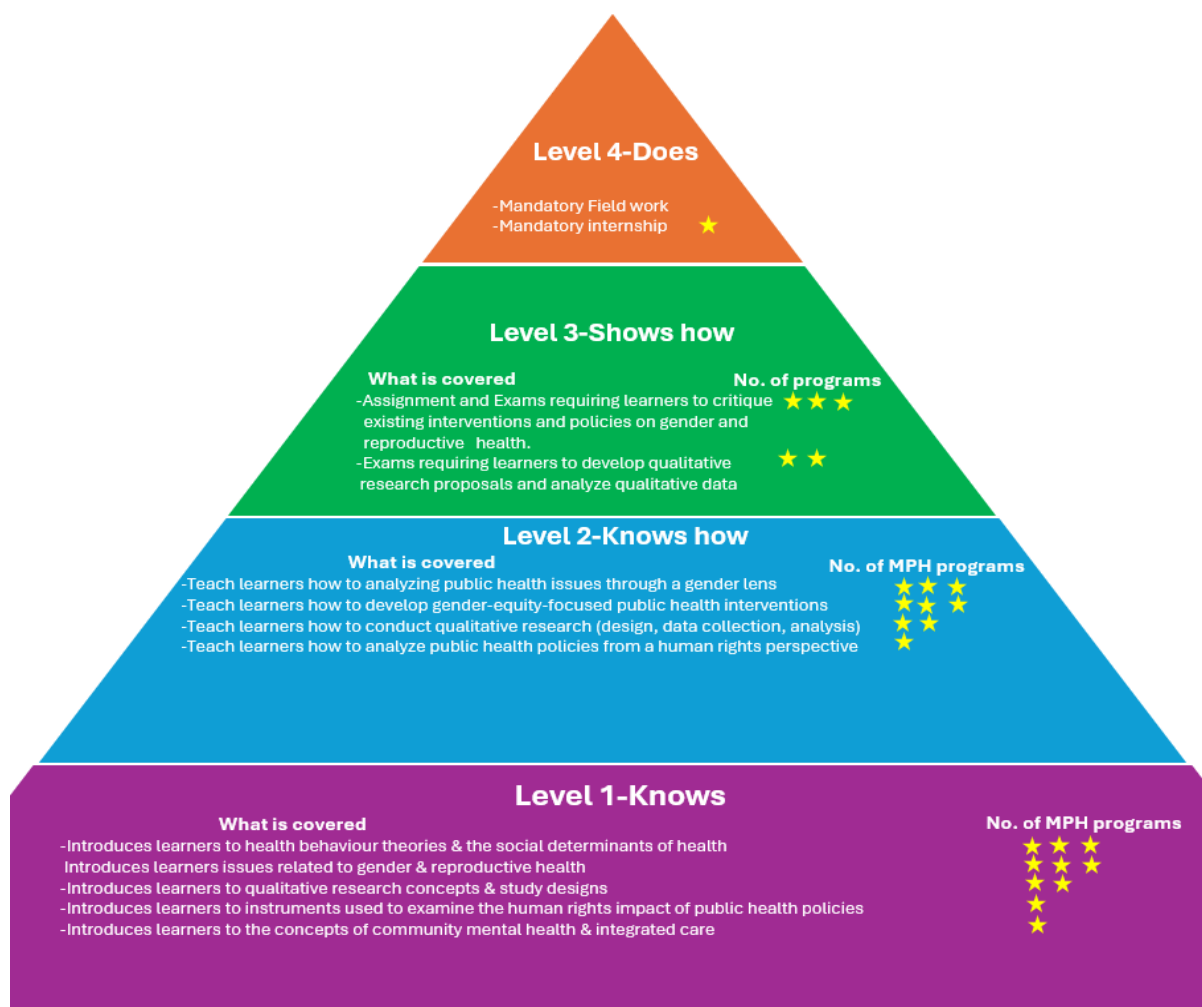 Level 4-Does
-Mandatory Field work
-Mandatory internship
Level 3-Shows how
What is covered No. of programs
-Assignment and Exams requiring learners to critique
existing interventions and policies on gender and
reproductive health.
-Exams requiring learners to develop qualitative
research proposals and analyze qualitative data
Level 2-Knows how
What is covered No. of MPH programs
-Teach learners how to analyzing public health issues through a gender lens
-Teach learners how to develop gender-equity-focused public health interventions
-Teach learners how to conduct qualitative research (design, data collection, analysis)
-Teach learners how to analyze public health policies from a human rights perspective
Level 1-Knows
What is covered No. of MPH programs
-Introduces learners to health behaviour theories & the social determinants of health
Introduces learners issues related to gender & reproductive health
-Introduces learners to qualitative research concepts & study designs
-Introduces learners to instruments used to examine the human rights impact of public health policies
-Introduces learners to the concepts of community mental health & integrated care